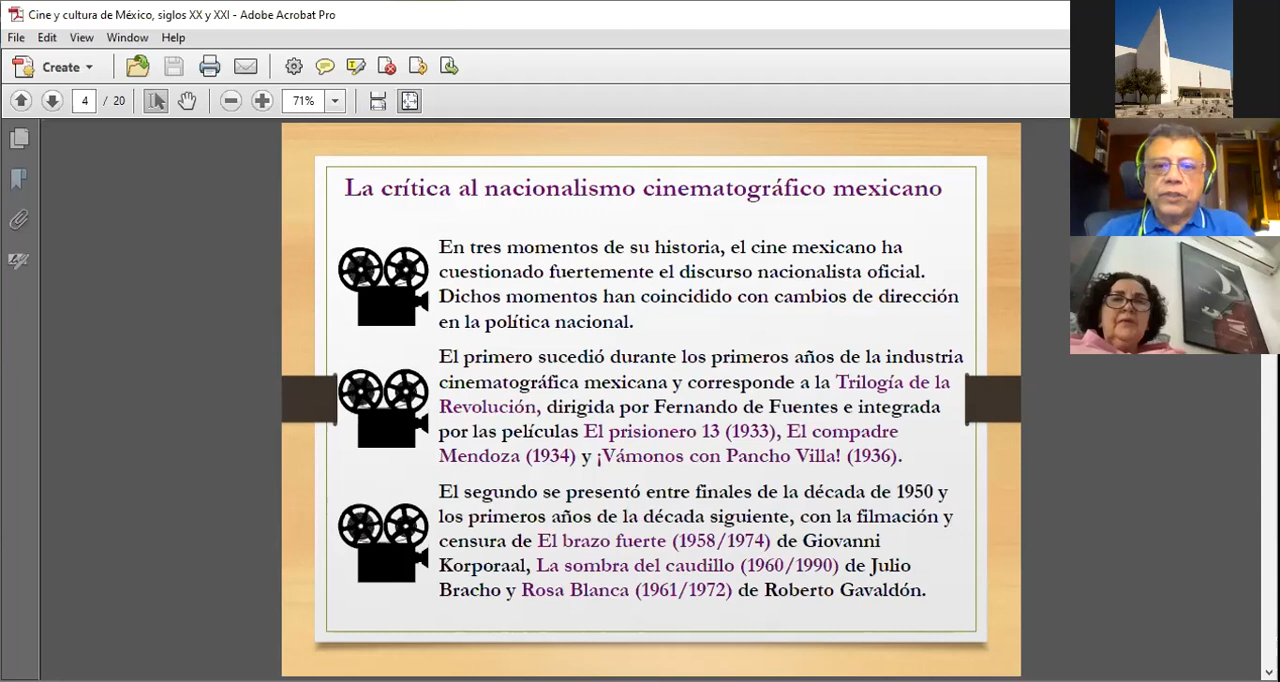 Cine y cultura de México, siglos XX y XXI - Adobe Acrobat Pro
File Edit View Window Help
Create
4 / 20 71%
La crítica al nacionalismo cinematográfico mexicano
En tres momentos de su historia, el cine mexicano ha
cuestionado fuertemente el discurso nacionalista oficial.
Dichos momentos han coincidido con cambios de dirección
en la política nacional.
El primero sucedió durante los primeros años de la industria
cinematográfica mexicana y corresponde a la Trilogía de la
Revolución, dirigida por Fernando de Fuentes e integrada
por las películas El prisionero 13 (1933), El compadre
Mendoza (1934) y ¡Vámonos con Pancho Villa! (1936).
El segundo se presentó entre finales de la década de 1950 y
los primeros años de la década siguiente, con la filmación y
censura de El brazo fuerte (1958/1974) de Giovanni
Korporaal, La sombra del caudillo (1960/1990) de Julio
Bracho y Rosa Blanca (1961/1972) de Roberto Gavaldón.